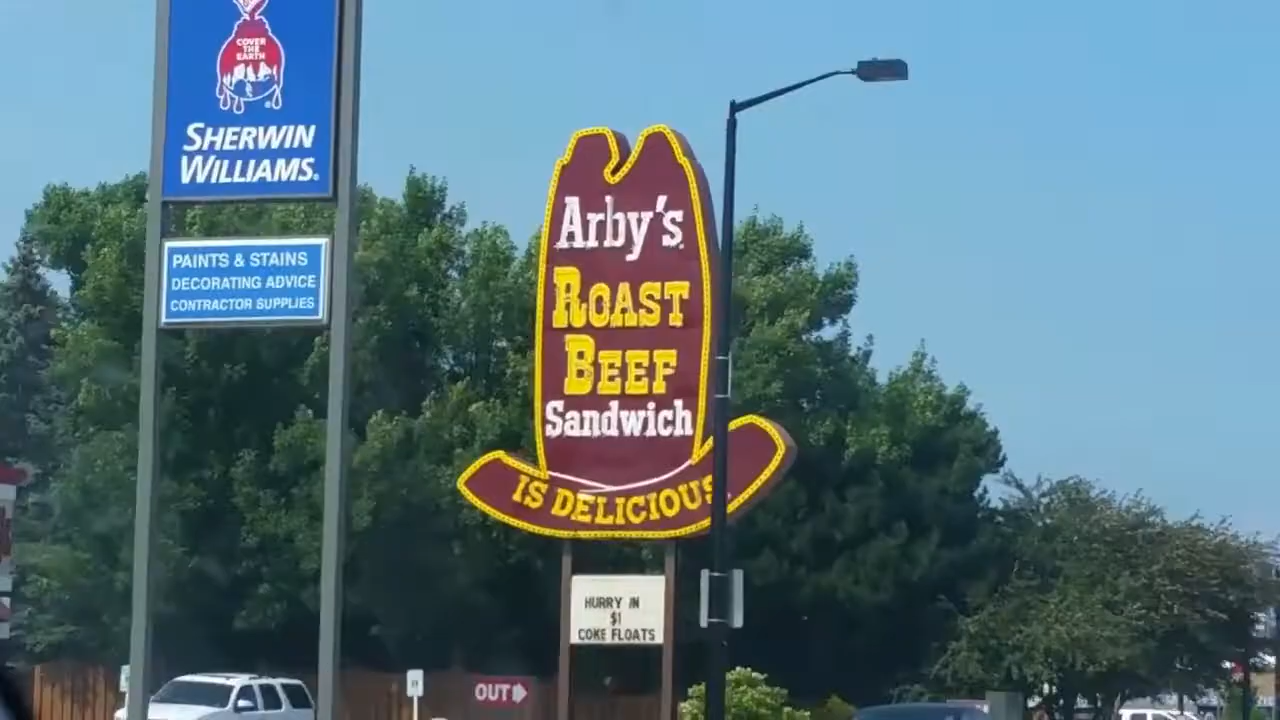 COVER
THE
EARTH
®
SHERWIN
WILLIAMS®
PAINTS & STAINS
DECORATING ADVICE
CONTRACTOR SUPPLIES
Arby's
ROAST
BEEF
Sandwich
IS DELICIOUS
HURRY IN
$1
COKE FLOATS
OUT